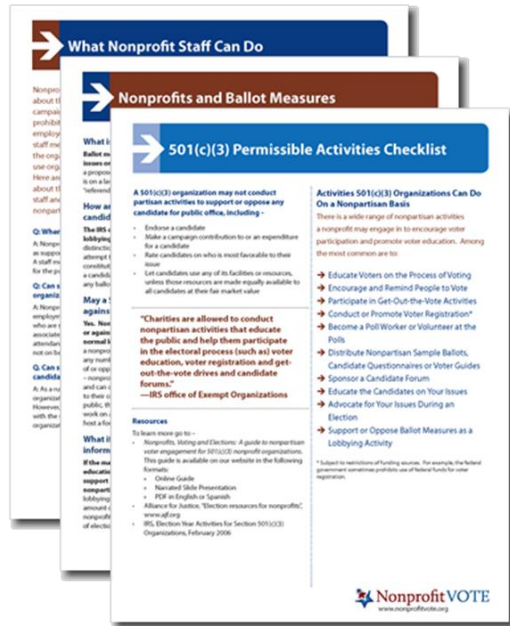 What Nonprofit Staff Can Do
Nonprofits and Ballot Measures
501(c)(3) Permissible Activities Checklist
A 501(c)(3) organization may not conduct
partisan activities to support or oppose any
candidate for public office, including -
Endorse a candidate
Make a campaign contribution to or an expenditure
for a candidate
Rate candidates on who is most favorable to their
issue
Let candidates use any of its facilities or resources,
unless those resources are made equally available to
all candidates at their fair market value
"Charities are allowed to conduct
nonpartisan activities that educate
the public and help them participate
in the electoral process (such as) voter
education, voter registration and get-
out-the-vote drives and candidate
forums."
—IRS office of Exempt Organizations
Resources
To learn more go to –
Nonprofits, Voting and Elections: A guide to nonpartisan
voter engagement for 501(c)(3) nonprofit organizations.
This guide is available on our website in the following
formats:
Online Guide
Narrated Slide Presentation
PDF in English or Spanish
Alliance for Justice, "Election resources for nonprofits",
www.afj.org
IRS, Election Year Activities for Section 501(c)(3)
Organizations, February 2006
Activities 501(c)(3) Organizations Can Do
On a Nonpartisan Basis
There is a wide range of nonpartisan activities
a nonprofit may engage in to encourage voter
participation and promote voter education. Among
the most common are to:
Educate Voters on the Process of Voting
Encourage and Remind People to Vote
Participate in Get-Out-the-Vote Activities
Conduct or Promote Voter Registration*
Become a Poll Worker or Volunteer at the
Polls
Distribute Nonpartisan Sample Ballots,
Candidate Questionnaires or Voter Guides
Sponsor a Candidate Forum
Educate the Candidates on Your Issues
Advocate for Your Issues During an
Election
Support or Oppose Ballot Measures as a
Lobbying Activity
* Subject to restrictions of funding sources. For example, the federal
government sometimes prohibits use of federal funds for voter
registration.
NonprofitVOTE
www.nonprofitvote.org